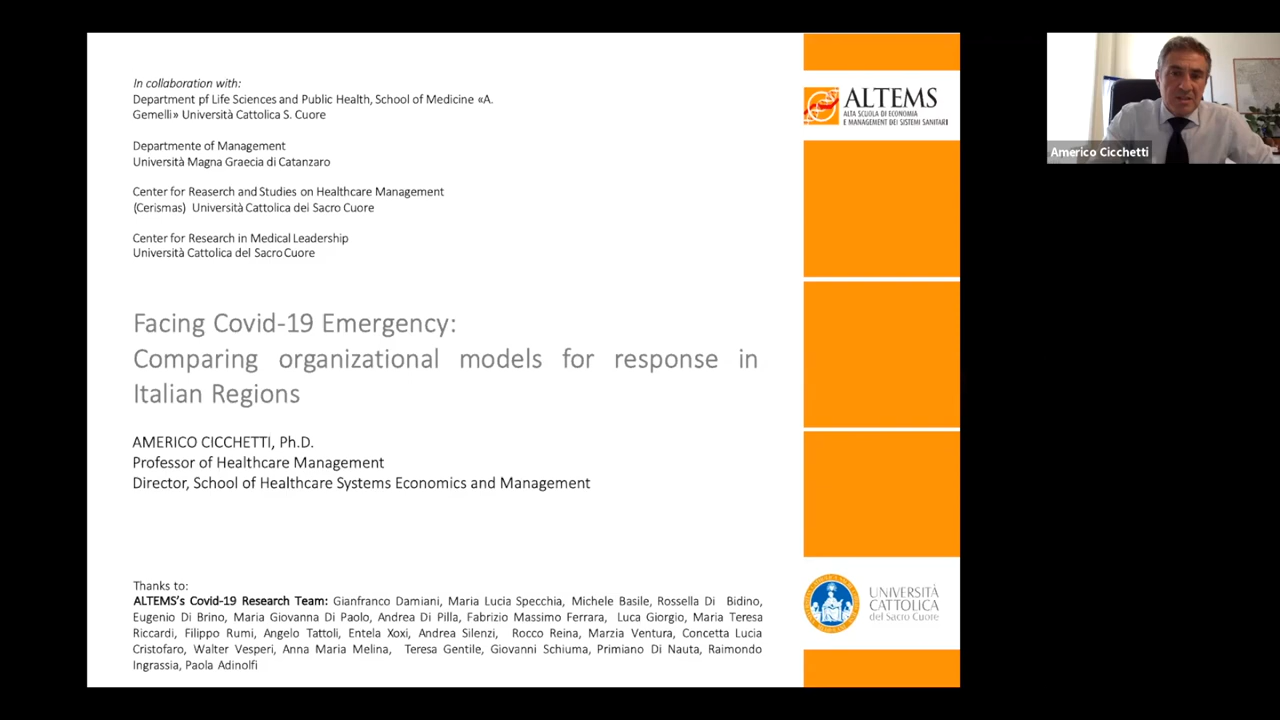 In collaboration with:
Department pf Life Sciences and Public Health, School of Medicine «A.
Gemelli» Università Cattolica S. Cuore
Departmente of Management
Università Magna Graecia di Catanzaro
Center for Reaserch and Studies on Healthcare Management
(Cerismas) Università Cattolica dei Sacro Cuore
Center for Research in Medical Leadership
Università Cattolica del Sacro Cuore
Facing Covid-19 Emergency:
Comparing organizational models for response in
Italian Regions
AMERICO CICCHETTI, Ph.D.
Professor of Healthcare Management
Director, School of Healthcare Systems Economics and Management
Thanks to:
ALTEMS's Covid-19 Research Team: Gianfranco Damiani, Maria Lucia Specchia, Michele Basile, Rossella Di Bidino,
Eugenio Di Brino, Maria Giovanna Di Paolo, Andrea Di Pilla, Fabrizio Massimo Ferrara, Luca Giorgio, Maria Teresa
Riccardi, Filippo Rumi, Angelo Tattoli, Entela Xoxi, Andrea Silenzi, Rocco Reina, Marzia Ventura, Concetta Lucia
Cristofaro, Walter Vesperi, Anna Maria Melina, Teresa Gentile, Giovanni Schiuma, Primiano Di Nauta, Raimondo
Ingrassia, Paola Adinolfi
ALTEMS
ALTA SCUOLA DI ECONOMIA
E MANAGEMENT DEI SISTEMI SANITARI
UNIVERSITÀ
CATTOLICA
del Sacro Cuore
Americo Cicchetti